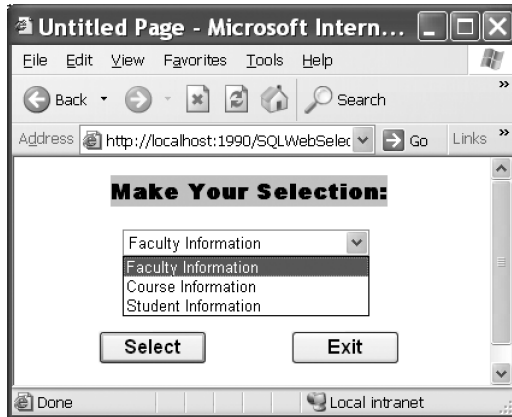 Untitled Page - Microsoft Intern...
File Edit View Favorites Tools Help
Back Search
Address http://localhost:1990/SQLWebSelec Go Links
Make Your Selection:
Faculty Information
Faculty Information
Course Information
Student Information
Select Exit
Done Local intranet